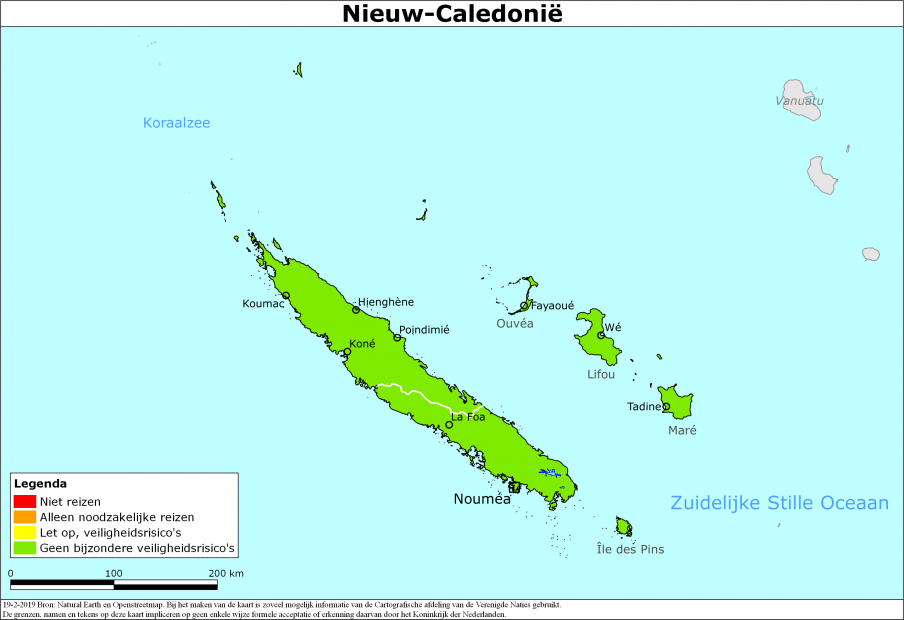 Nieuw-Caledonië
Vanuatu
Koraalzee
Koumac
Hienghène
Poindimié
Koné
La Foa
Nouméa
Fayaoué
Ouvéa
Wé
Lifou
Tadine
Maré
Île des Pins
Zuidelijke Stille Oceaan
Legenda
Niet reizen
Alleen noodzakelijke reizen
Let op, veiligheidsrisico's
Geen bijzondere veiligheidsrisico's
0 100 200 km
19-2-2019 Bron: Natural Earth en Openstreetmap. Bij het maken van de kaart is zoveel mogelijk informatie van de Cartografische afdeling van de Verenigde Naties gebruikt.
De grenzen, namen en tekens op deze kaart impliceren op geen enkele wijze formele acceptatie of erkenning daarvan door het Koninkrijk der Nederlanden.